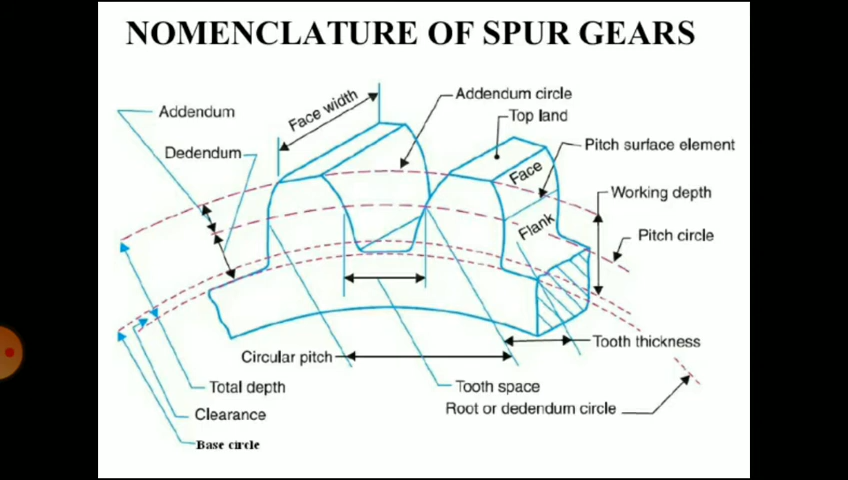 NOMENCLATURE OF SPUR GEARS
Addendum
Dedendum
Face width
Addendum circle
Top land
Pitch surface element
Face
Working depth
Flank
Pitch circle
Tooth thickness
Circular pitch
Total depth
Tooth space
Root or dedendum circle
Clearance
Base circle